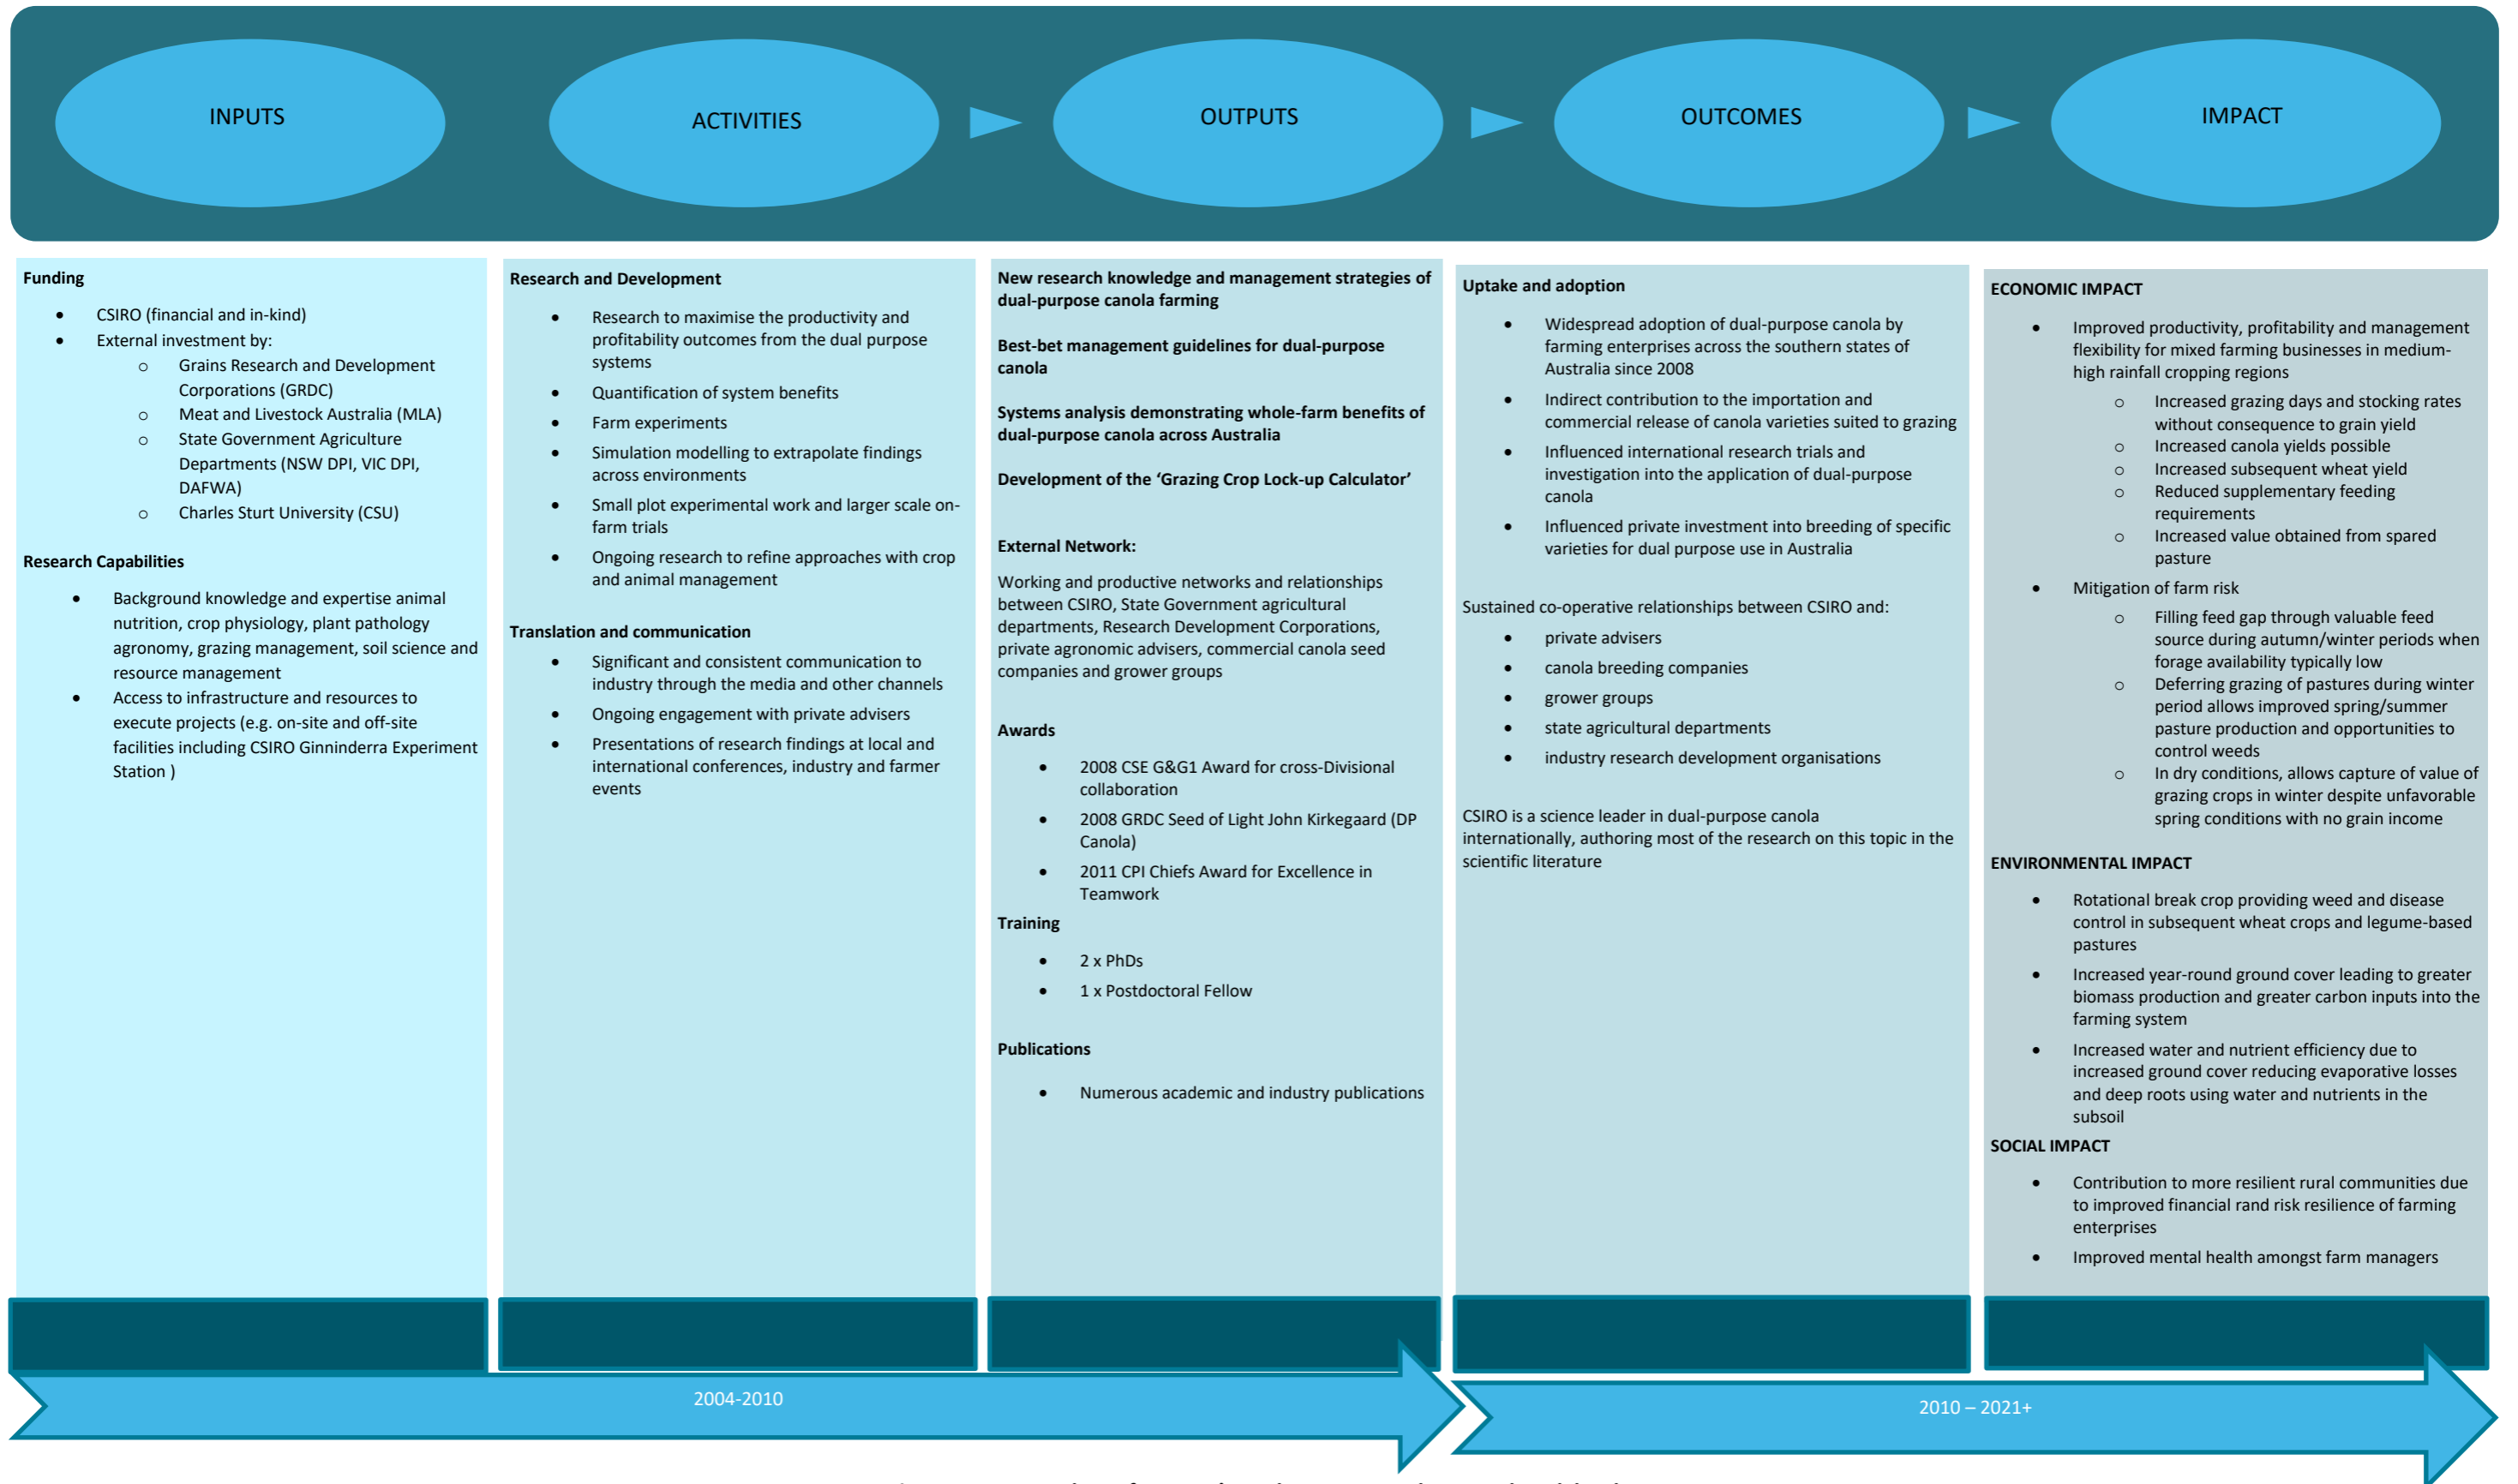 INPUTS
ACTIVITIES
OUTPUTS
OUTCOMES
IMPACT
Funding
• CSIRO (financial and in-kind)
• External investment by:
o Grains Research and Development
Corporations (GRDC)
o Meat and Livestock Australia (MLA)
o State Government Agriculture
Departments (NSW DPI, VIC DPI,
DAFWA)
o Charles Sturt University (CSU)
Research Capabilities
• Background knowledge and expertise animal
nutrition, crop physiology, plant pathology
agronomy, grazing management, soil science and
resource management
• Access to infrastructure and resources to
execute projects (e.g. on-site and off-site
facilities including CSIRO Ginninderra Experiment
Station )
Research and Development
• Research to maximise the productivity and
profitability outcomes from the dual purpose
systems
• Quantification of system benefits
• Farm experiments
• Simulation modelling to extrapolate findings
across environments
• Small plot experimental work and larger scale on-
farm trials
• Ongoing research to refine approaches with crop
and animal management
Translation and communication
• Significant and consistent communication to
industry through the media and other channels
• Ongoing engagement with private advisers
• Presentations of research findings at local and
international conferences, industry and farmer
events
New research knowledge and management strategies of
dual-purpose canola farming
Best-bet management guidelines for dual-purpose
canola
Systems analysis demonstrating whole-farm benefits of
dual-purpose canola across Australia
Development of the ‘Grazing Crop Lock-up Calculator’
External Network:
Working and productive networks and relationships
between CSIRO, State Government agricultural
departments, Research Development Corporations,
private agronomic advisers, commercial canola seed
companies and grower groups
Awards
• 2008 CSE G&G1 Award for cross-Divisional
collaboration
• 2008 GRDC Seed of Light John Kirkegaard (DP
Canola)
• 2011 CPI Chiefs Award for Excellence in
Teamwork
Training
• 2 x PhDs
• 1 x Postdoctoral Fellow
Publications
• Numerous academic and industry publications
Uptake and adoption
• Widespread adoption of dual-purpose canola by
farming enterprises across the southern states of
Australia since 2008
• Indirect contribution to the importation and
commercial release of canola varieties suited to grazing
• Influenced international research trials and
investigation into the application of dual-purpose
canola
• Influenced private investment into breeding of specific
varieties for dual purpose use in Australia
Sustained co-operative relationships between CSIRO and:
• private advisers
• canola breeding companies
• grower groups
• state agricultural departments
• industry research development organisations
CSIRO is a science leader in dual-purpose canola
internationally, authoring most of the research on this topic in the
scientific literature
ECONOMIC IMPACT
• Improved productivity, profitability and management
flexibility for mixed farming businesses in medium-
high rainfall cropping regions
o Increased grazing days and stocking rates
without consequence to grain yield
o Increased canola yields possible
o Increased subsequent wheat yield
o Reduced supplementary feeding
requirements
o Increased value obtained from spared
pasture
• Mitigation of farm risk
o Filling feed gap through valuable feed
source during autumn/winter periods when
forage availability typically low
o Deferring grazing of pastures during winter
period allows improved spring/summer
pasture production and opportunities to
control weeds
o In dry conditions, allows capture of value of
grazing crops in winter despite unfavorable
spring conditions with no grain income
ENVIRONMENTAL IMPACT
• Rotational break crop providing weed and disease
control in subsequent wheat crops and legume-based
pastures
• Increased year-round ground cover leading to greater
biomass production and greater carbon inputs into the
farming system
• Increased water and nutrient efficiency due to
increased ground cover reducing evaporative losses
and deep roots using water and nutrients in the
subsoil
SOCIAL IMPACT
• Contribution to more resilient rural communities due
to improved financial rand risk resilience of farming
enterprises
• Improved mental health amongst farm managers
2004-2010
2010 – 2021+